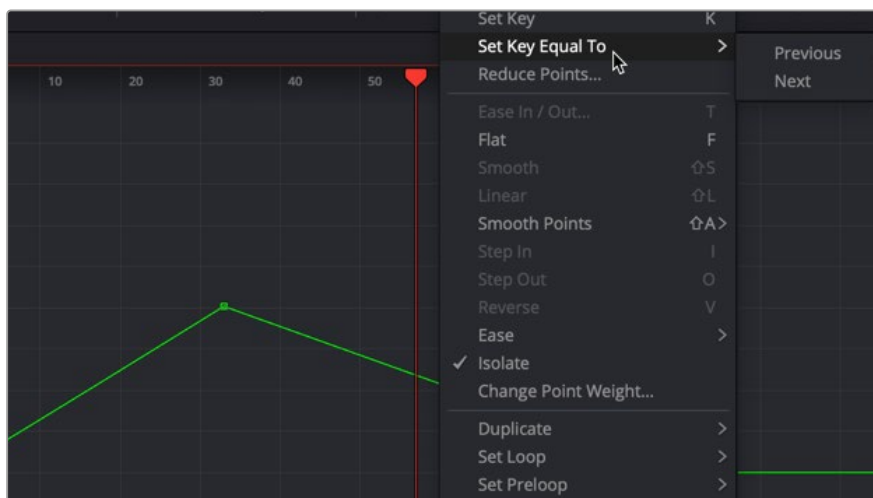 10 20 30 40 50
Set Key K
Set Key Equal To >
Previous
Next
Reduce Points...
Ease In / Out... T
Flat F
Smooth ⇧S
Linear ⇧L
Smooth Points ⇧A>
Step In I
Step Out O
Reverse V
Ease >
✓ Isolate
Change Point Weight...
Duplicate >
Set Loop >
Set Preloop >